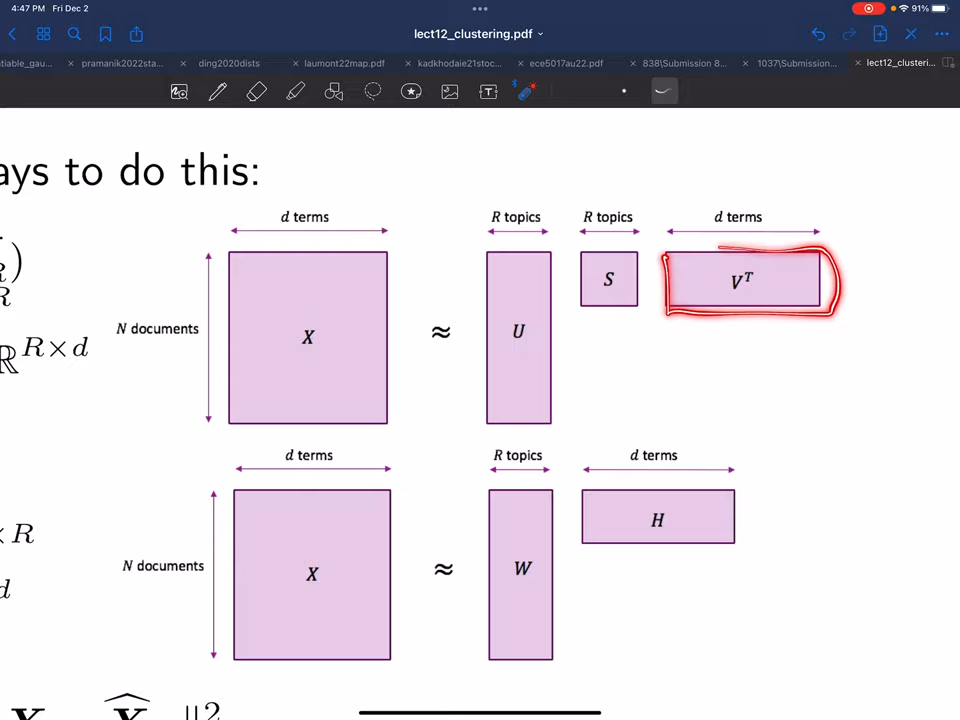 4:47 PM Fri Dec 2
91%
lect12_clustering.pdf
ntiable_gau...
pramanik2022sta...
ding2020dists
laumont22map.pdf
kadkhodaie21stoc...
ece5017au22.pdf
838\Submission 8...
1037\Submission...
lect12_clusteri...
ays to do this:
d terms
R topics
R topics
d terms
R)
R
ℝ^{R×d}
N documents
X
≈
U
S
V^T
d terms
R topics
d terms
× R
d
N documents
X
≈
W
H